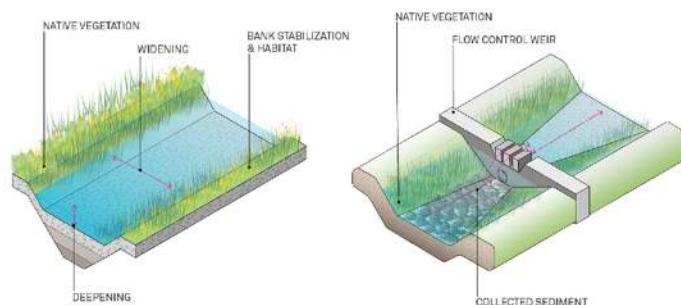 NATIVE VEGETATION
WIDENING
BANK STABILIZATION
& HABITAT
DEEPENING
NATIVE VEGETATION
FLOW CONTROL WEIR
COLLECTED SEDIMENT